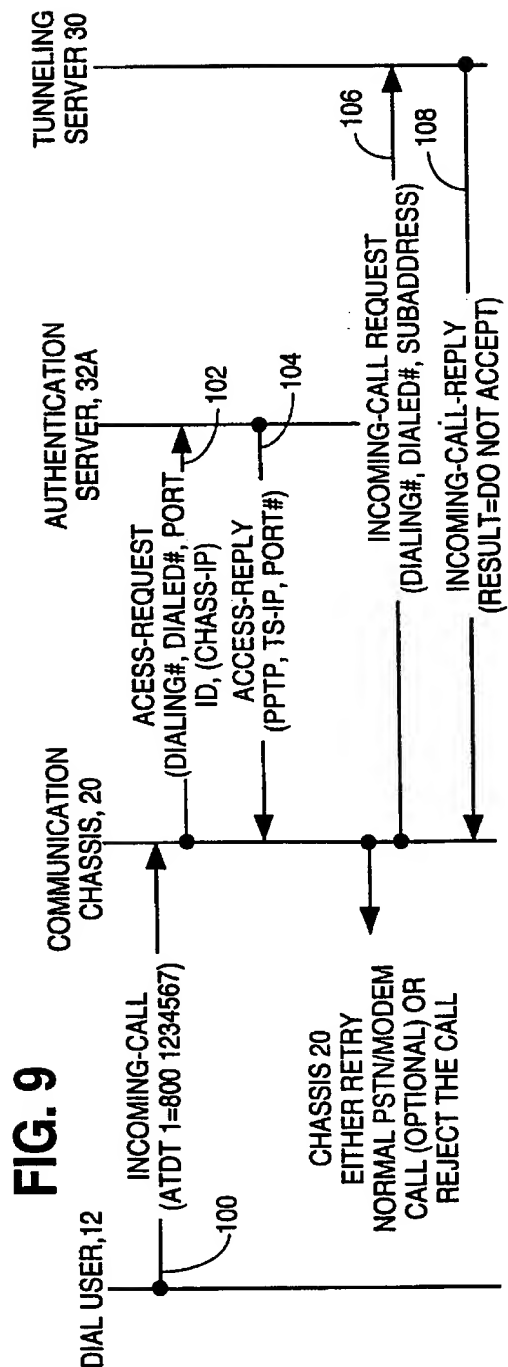 FIG. 9
DIAL USER,12
COMMUNICATION
CHASSIS, 20
AUTHENTICATION
SERVER, 32A
TUNNELING
SERVER 30
INCOMING-CALL
(ATDT 1=800 1234567)
100
ACESS-REQUEST
(DIALING#, DIALED#, PORT
ID, (CHASS-IP)
102
ACCESS-REPLY
(PPTP, TS-IP, PORT#)
104
CHASSIS 20
EITHER RETRY
NORMAL PSTN/MODEM
CALL (OPTIONAL) OR
REJECT THE CALL
INCOMING-CALL REQUEST
(DIALING#, DIALED#, SUBADDRESS)
106
INCOMING-CALL-REPLY
(RESULT=DO NOT ACCEPT)
108